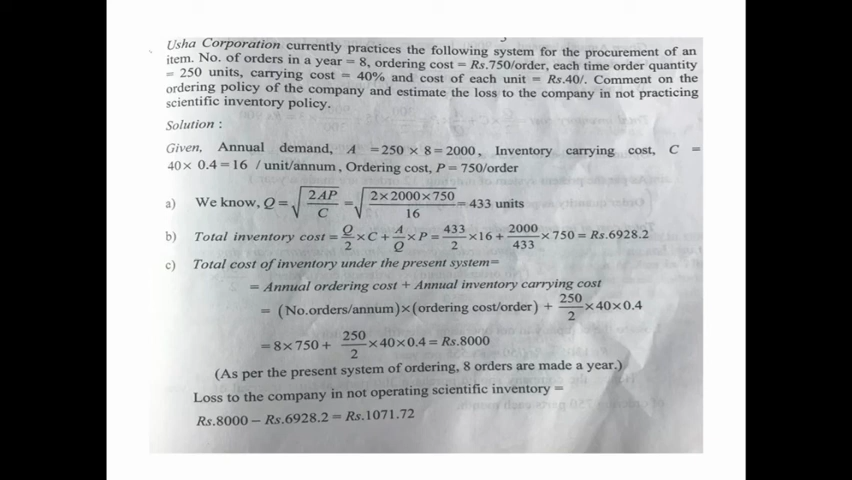 Usha Corporation currently practices the following system for the procurement of an
item. No. of orders in a year = 8, ordering cost = Rs.750/order, each time order quantity
= 250 units, carrying cost = 40% and cost of each unit = Rs.40/. Comment on the
ordering policy of the company and estimate the loss to the company in not practicing
scientific inventory policy.
Solution :
Given, Annual demand, A = 250 × 8 = 2000, Inventory carrying cost, C =
40 × 0.4 = 16 / unit/annum, Ordering cost, P = 750/order
a) We know, Q = √(2AP/C) = √(2×2000×750/16) = 433 units
b) Total inventory cost = Q/2 × C + A/Q × P = 433/2 × 16 + 2000/433 × 750 = Rs.6928.2
c) Total cost of inventory under the present system=
= Annual ordering cost + Annual inventory carrying cost
= (No.orders/annum)×(ordering cost/order) + 250/2 × 40 × 0.4
= 8 × 750 + 250/2 × 40 × 0.4 = Rs.8000
(As per the present system of ordering, 8 orders are made a year.)
Loss to the company in not operating scientific inventory =
Rs.8000 – Rs.6928.2 = Rs.1071.72